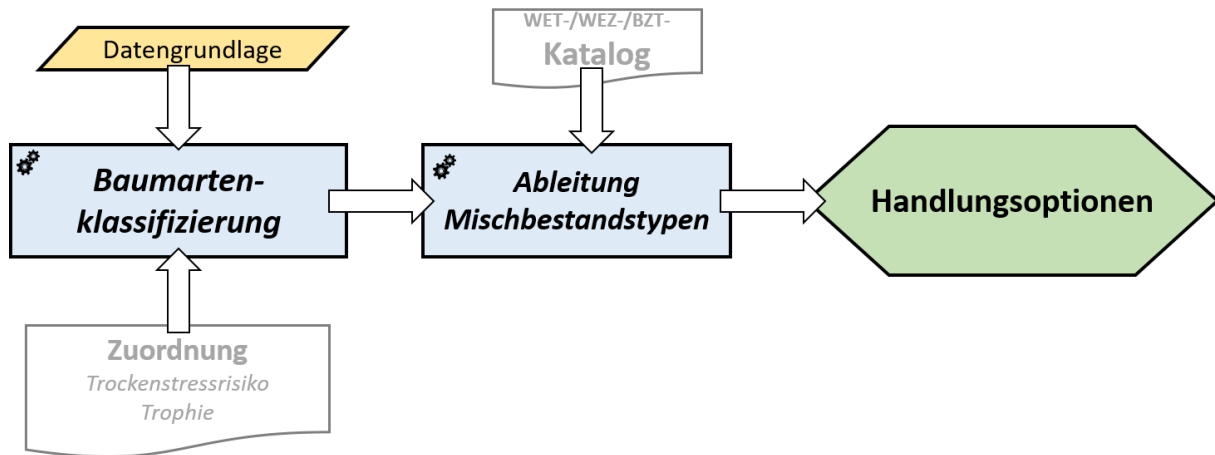 Datengrundlage
WET-/WEZ-/BZT-
Katalog
Baumarten-
klassifizierung
Ableitung
Mischbestandstypen
Handlungsoptionen
Zuordnung
Trockenstressrisiko
Trophie